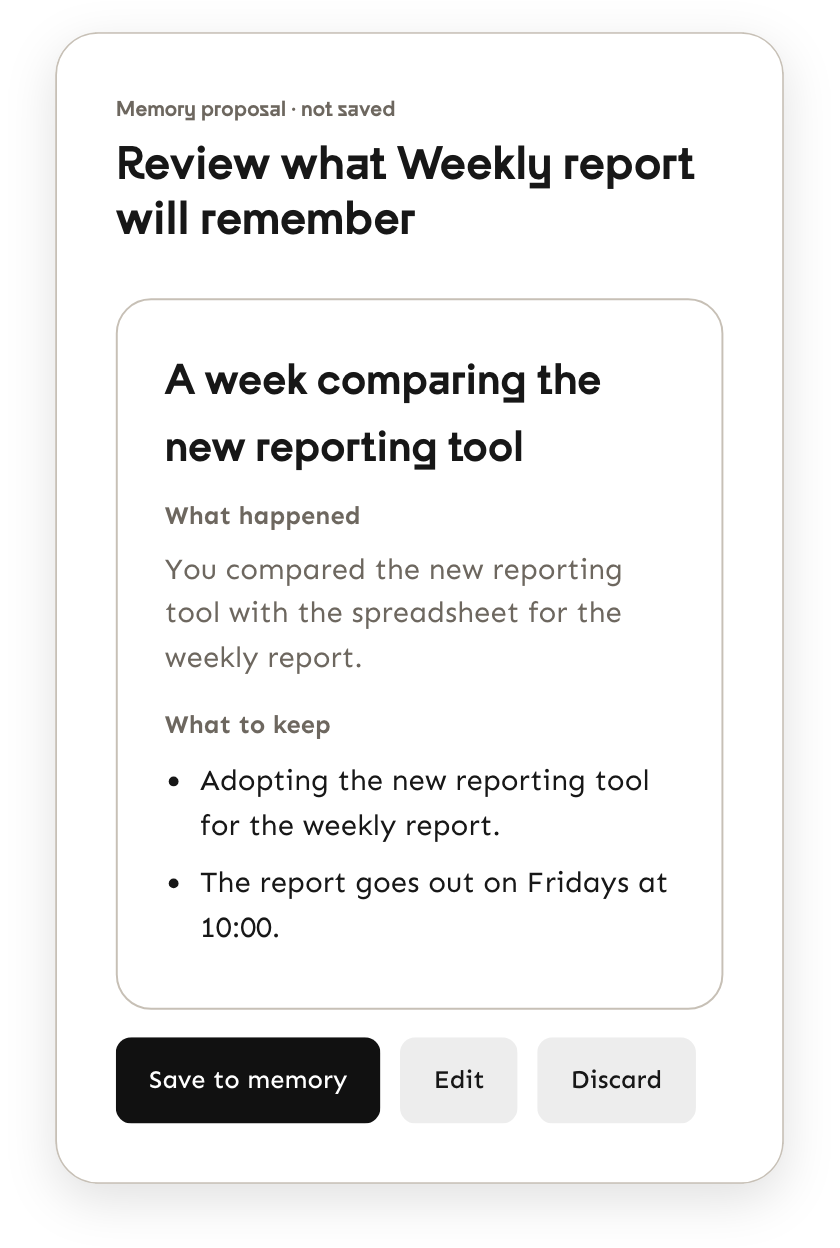 Memory proposal · not saved
Review what Weekly report
will remember
A week comparing the
new reporting tool
What happened
You compared the new reporting
tool with the spreadsheet for the
weekly report.
What to keep
• Adopting the new reporting tool
for the weekly report.
• The report goes out on Fridays at
10:00.
Save to memory
Edit
Discard